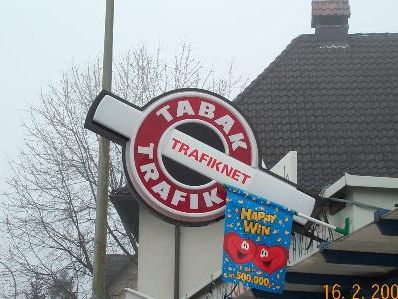 TABAK
TRAFIK
TRAFIKNET
HAPPY
WIN
500.000,-
16.2.200